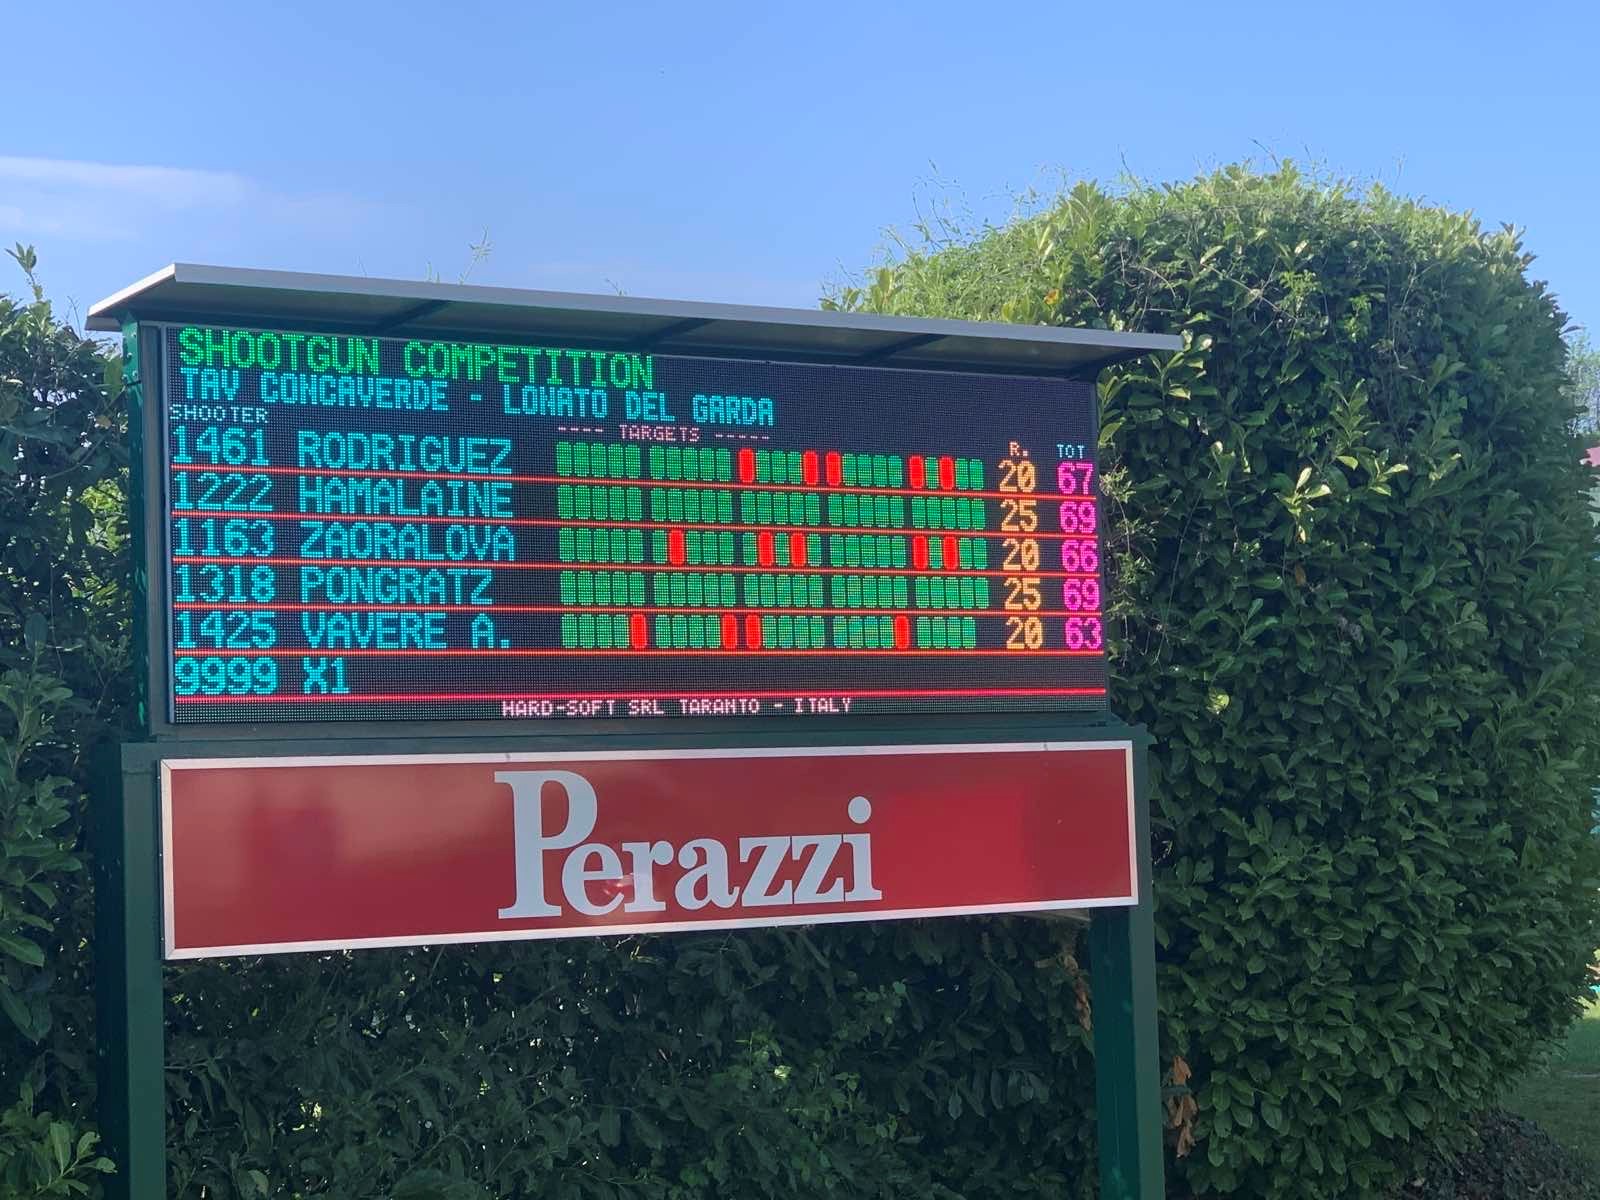 SHOOTGUN COMPETITION
TAV CONCAVERDE - LONATO DEL GARDA
SHOOTER ---- TARGETS ----- R. TOT
1461 RODRIGUEZ 20 67
1222 HAMALAINE 25 69
1163 ZAORALOVA 20 66
1318 PONGRATZ 25 69
1425 VAVERE A. 20 63
9999 X1
HARD-SOFT SRL TARANTO - ITALY
Perazzi